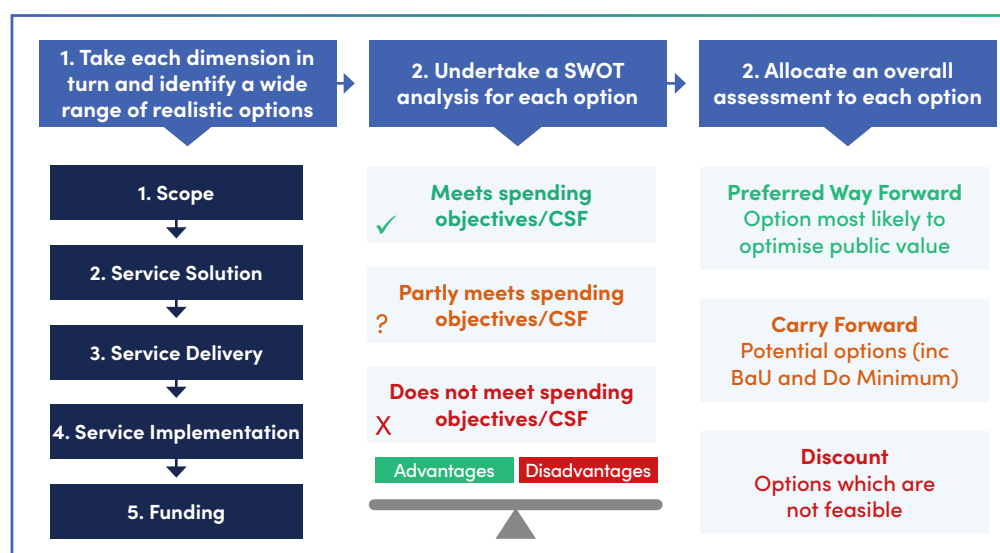 1. Take each dimension in
turn and identify a wide
range of realistic options
1. Scope
2. Service Solution
3. Service Delivery
4. Service Implementation
5. Funding
2. Undertake a SWOT
analysis for each option
Meets spending
✓ objectives/CSF
Partly meets spending
? objectives/CSF
Does not meet spending
X objectives/CSF
Advantages Disadvantages
2. Allocate an overall
assessment to each option
Preferred Way Forward
Option most likely to
optimise public value
Carry Forward
Potential options (inc
BaU and Do Minimum)
Discount
Options which are
not feasible